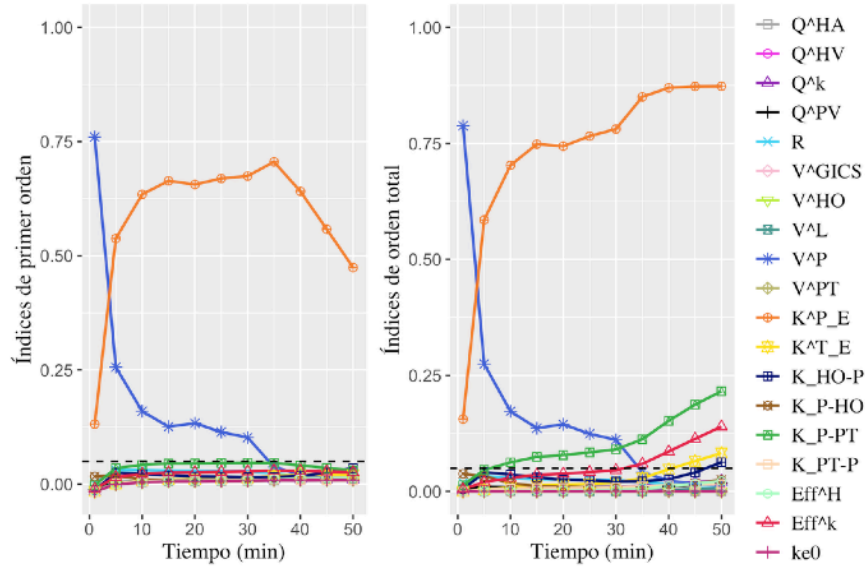 Índices de primer orden
1.00
0.75
0.50
0.25
0.00
0
10
20
30
40
50
Tiempo (min)
Índices de orden total
1.00
0.75
0.50
0.25
0.00
0
10
20
30
40
50
Tiempo (min)
Q^HA
Q^HV
Q^k
Q^PV
R
V^GICS
V^HO
V^L
V^P
V^PT
K^P_E
K^T_E
K_HO-P
K_P-HO
K_P-PT
K_PT-P
Eff^H
Eff^k
ke0